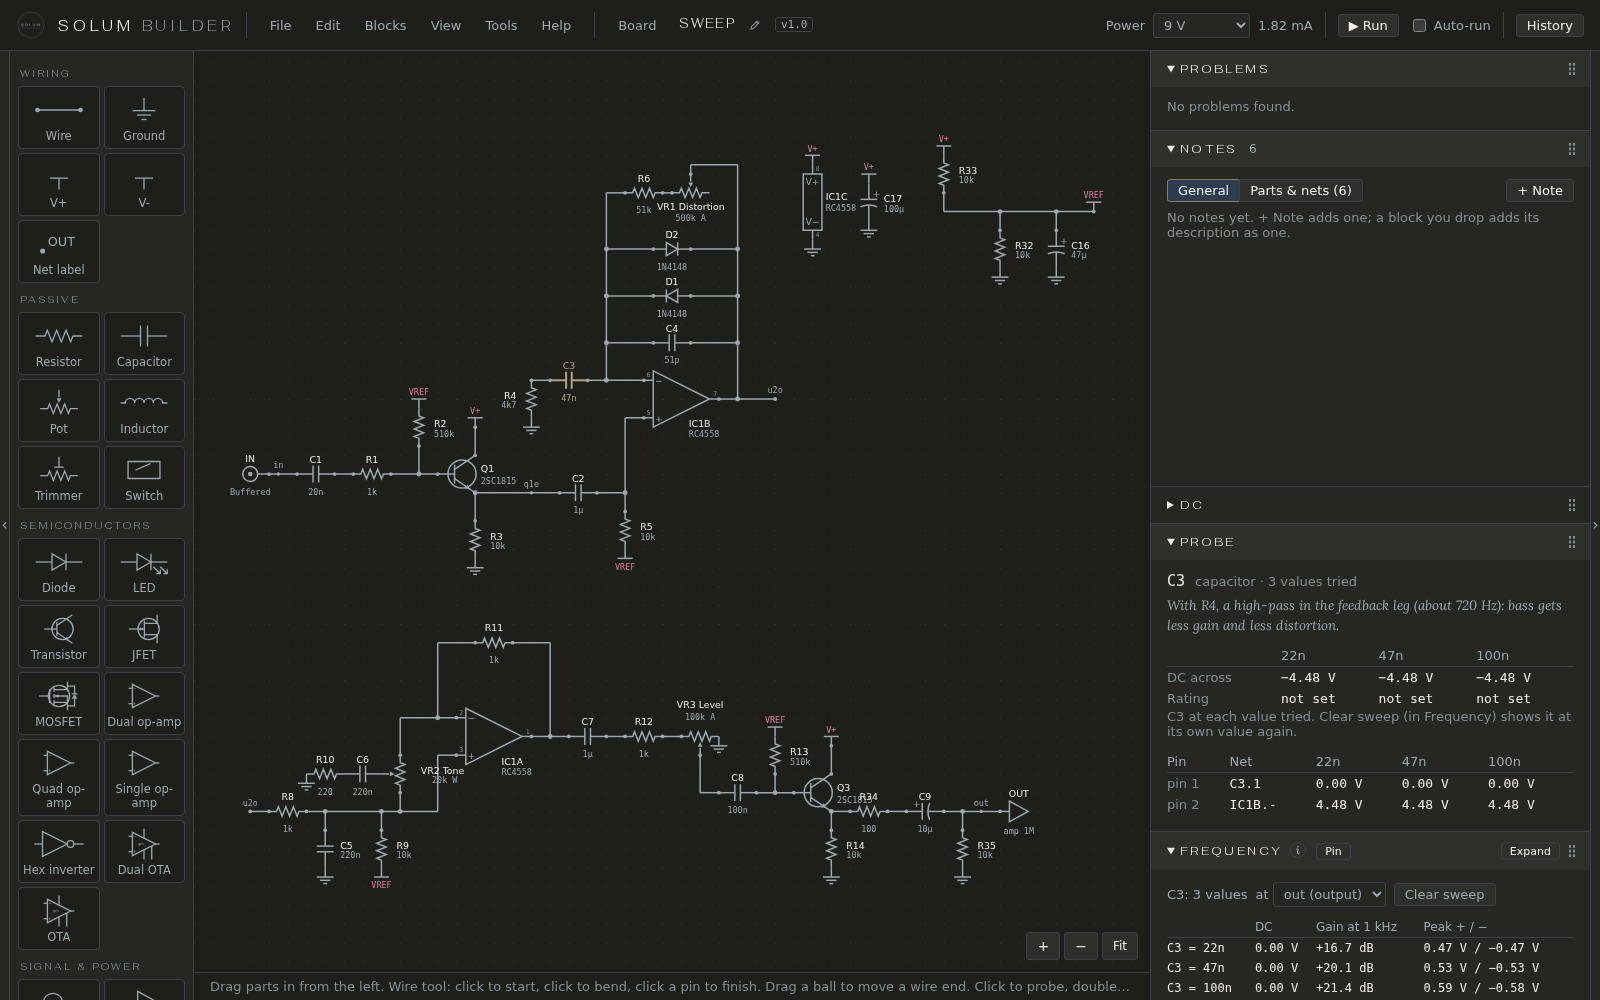 SOLUM BUILDER File Edit Blocks View Tools Help Board SWEEP v1.0 Power 9 V 1.82 mA ▶ Run Auto-run History
WIRING
Wire Ground
V+ V-
OUT
Net label
PASSIVE
Resistor Capacitor
Pot Inductor
Trimmer Switch
SEMICONDUCTORS
Diode LED
Transistor JFET
MOSFET Dual op-amp
Quad op-amp Single op-amp
Hex inverter Dual OTA
OTA
SIGNAL & POWER
R6
51k
VR1 Distortion
500k A
D2
1N4148
D1
1N4148
C4
51p
C3
47n
R4
4k7
6
5
7
IC1B
RC4558
u2o
VREF
R2
510k
V+
IN
Buffered
in
C1
20n
R1
1k
Q1
2SC1815
q1e
C2
1µ
R3
10k
R5
10k
VREF
V+
8
V+
V−
4
IC1C
RC4558
V+
C17
100µ
V+
R33
10k
VREF
R32
10k
C16
47µ
R11
1k
2
3
1
IC1A
RC4558
R10
220
C6
220n
VR2 Tone
20k W
u2o
R8
1k
C5
220n
R9
10k
VREF
C7
1µ
R12
1k
VR3 Level
100k A
C8
100n
VREF
R13
510k
V+
Q3
2SC1815
R34
100
R14
10k
C9
10µ
out
R35
10k
OUT
amp 1M
+ − Fit
Drag parts in from the left. Wire tool: click to start, click to bend, click a pin to finish. Drag a ball to move a wire end. Click to probe, double…
PROBLEMS
No problems found.
NOTES 6
General Parts & nets (6) + Note
No notes yet. + Note adds one; a block you drop adds its
description as one.
DC
PROBE
C3 capacitor · 3 values tried
With R4, a high-pass in the feedback leg (about 720 Hz): bass gets
less gain and less distortion.
22n 47n 100n
DC across −4.48 V −4.48 V −4.48 V
Rating not set not set not set
C3 at each value tried. Clear sweep (in Frequency) shows it at
its own value again.
Pin Net 22n 47n 100n
pin 1 C3.1 0.00 V 0.00 V 0.00 V
pin 2 IC1B.- 4.48 V 4.48 V 4.48 V
FREQUENCY i Pin Expand
C3: 3 values at out (output) Clear sweep
DC Gain at 1 kHz Peak + / −
C3 = 22n 0.00 V +16.7 dB 0.47 V / −0.47 V
C3 = 47n 0.00 V +20.1 dB 0.53 V / −0.53 V
C3 = 100n 0.00 V +21.4 dB 0.59 V / −0.58 V